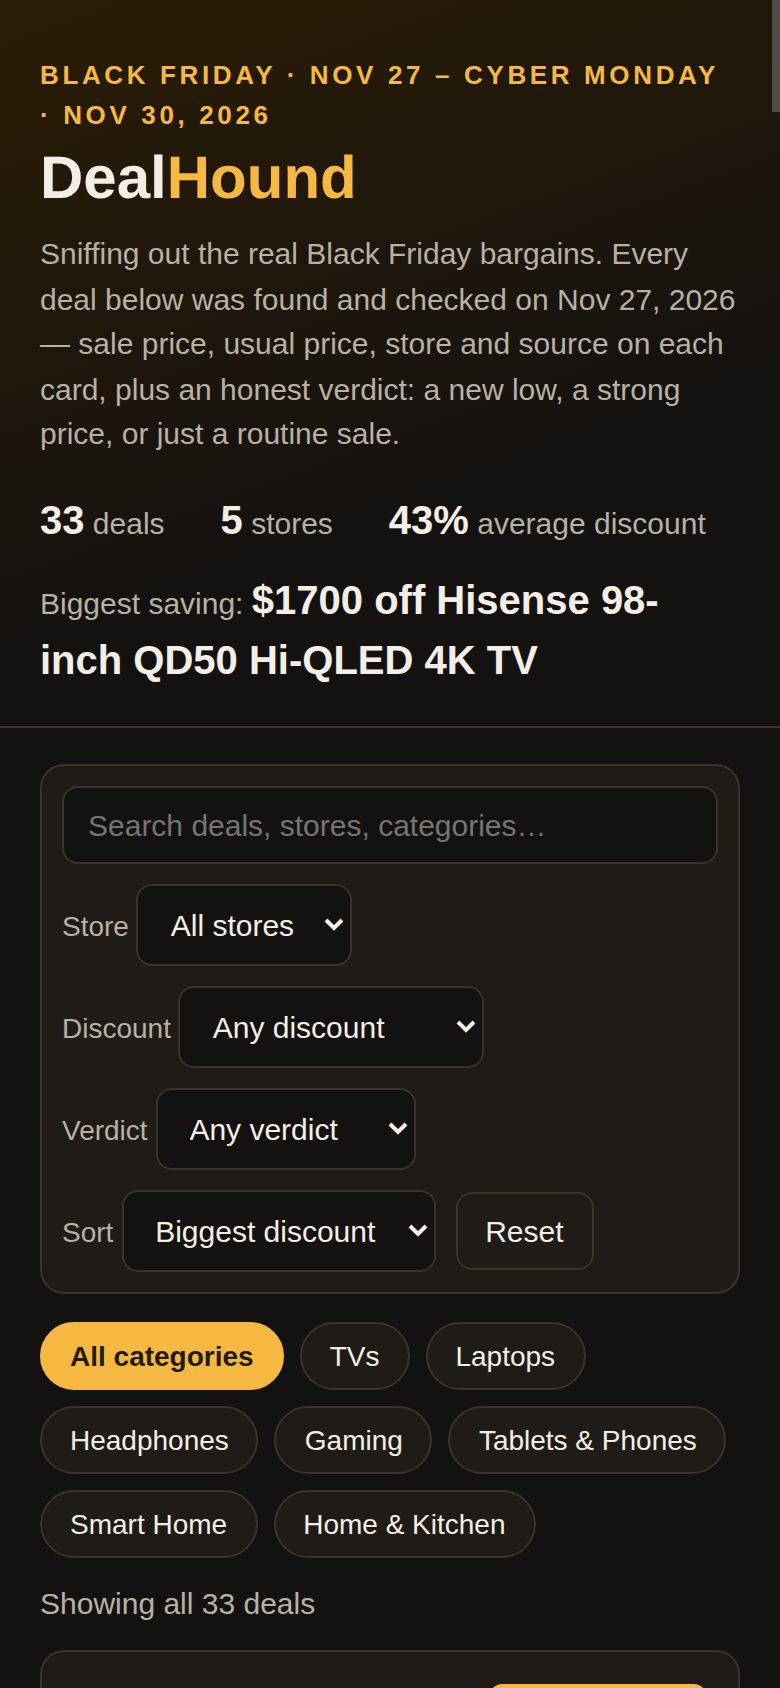 BLACK FRIDAY · NOV 27 – CYBER MONDAY
· NOV 30, 2026
DealHound
Sniffing out the real Black Friday bargains. Every
deal below was found and checked on Nov 27, 2026
— sale price, usual price, store and source on each
card, plus an honest verdict: a new low, a strong
price, or just a routine sale.
33 deals 5 stores 43% average discount
Biggest saving: $1700 off Hisense 98-
inch QD50 Hi-QLED 4K TV
Search deals, stores, categories…
Store All stores
Discount Any discount
Verdict Any verdict
Sort Biggest discount Reset
All categories TVs Laptops
Headphones Gaming Tablets & Phones
Smart Home Home & Kitchen
Showing all 33 deals